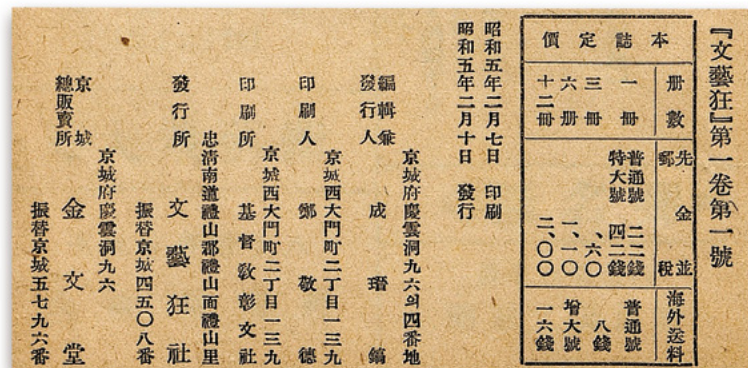 『文藝狂』第一卷第一號
本誌定價
册數 先金並郵稅 海外送料
一冊 普通號 二二錢 普通號
特大號 四二錢 八錢
三冊 、六〇 增大號
六册 一、一〇 一六錢
十二冊 二、〇〇
昭和五年二月七日 印刷
昭和五年二月十日 發行
京城府慶雲洞九六의四番地
編輯兼發行人 成瑨鎬
京城西大門町二丁目一三九
印刷人 鄭敬德
京城西大門町二丁目一三九
印刷所 基督敎彰文社
忠淸南道禮山郡禮山面禮山里
發行所 文藝狂社
振替京城四五〇八番
京城府慶雲洞九六
京城總販賣所 金文堂
振替京城五七九六番